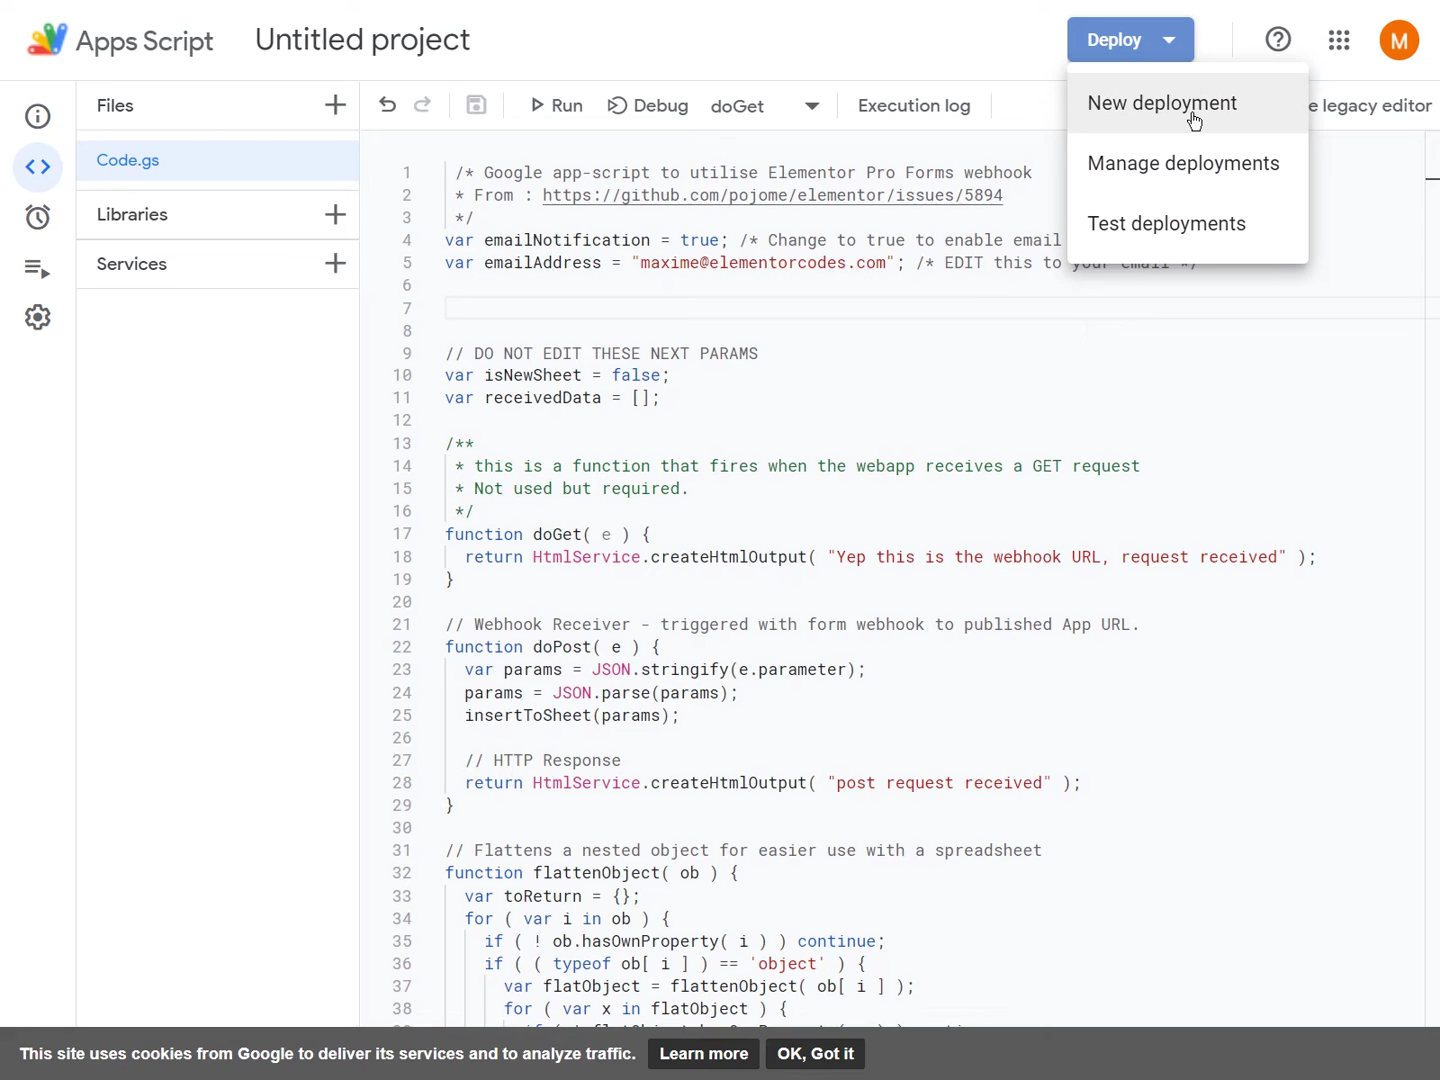 Apps Script
Untitled project
Deploy
M
New deployment
Manage deployments
Test deployments
Files
Code.gs
Libraries
Services
Run
Debug
doGet
Execution log
e legacy editor
1 /* Google app-script to utilise Elementor Pro Forms webhook
2 * From : https://github.com/pojome/elementor/issues/5894
3 */
4 var emailNotification = true; /* Change to true to enable email
5 var emailAddress = "maxime@elementorcodes.com"; /* EDIT this to your email */
6
7
8
9 // DO NOT EDIT THESE NEXT PARAMS
10 var isNewSheet = false;
11 var receivedData = [];
12
13 /**
14 * this is a function that fires when the webapp receives a GET request
15 * Not used but required.
16 */
17 function doGet( e ) {
18 return HtmlService.createHtmlOutput( "Yep this is the webhook URL, request received" );
19 }
20
21 // Webhook Receiver - triggered with form webhook to published App URL.
22 function doPost( e ) {
23 var params = JSON.stringify(e.parameter);
24 params = JSON.parse(params);
25 insertToSheet(params);
26
27 // HTTP Response
28 return HtmlService.createHtmlOutput( "post request received" );
29 }
30
31 // Flattens a nested object for easier use with a spreadsheet
32 function flattenObject( ob ) {
33 var toReturn = {};
34 for ( var i in ob ) {
35 if ( ! ob.hasOwnProperty( i ) ) continue;
36 if ( ( typeof ob[ i ] ) == 'object' ) {
37 var flatObject = flattenObject( ob[ i ] );
38 for ( var x in flatObject ) {
This site uses cookies from Google to deliver its services and to analyze traffic.
Learn more
OK, Got it